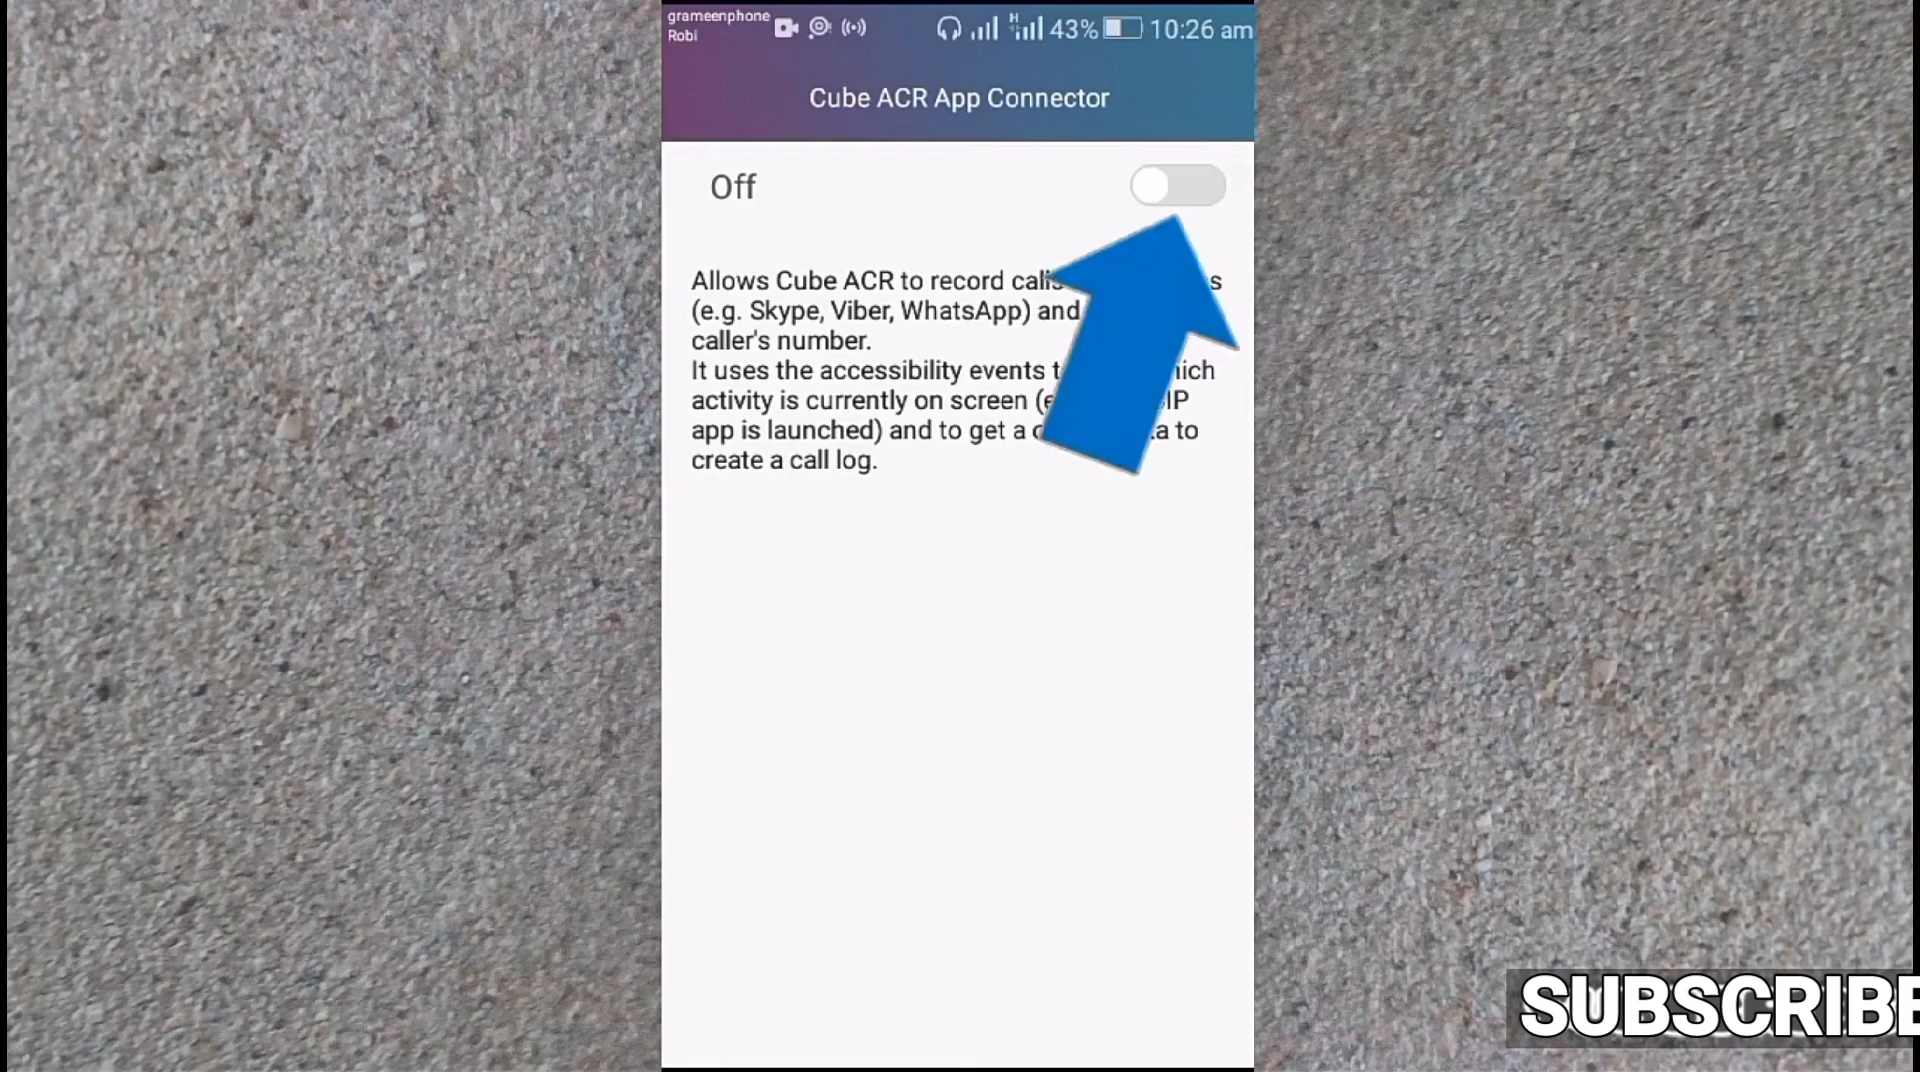 grameenphone
Robi
H
43%
10:26 am
Cube ACR App Connector
Off
Allows Cube ACR to record calls
(e.g. Skype, Viber, WhatsApp) and
caller's number.
It uses the accessibility events
activity is currently on screen
app is launched) and to get a to
create a call log.
SUBSCRIBE